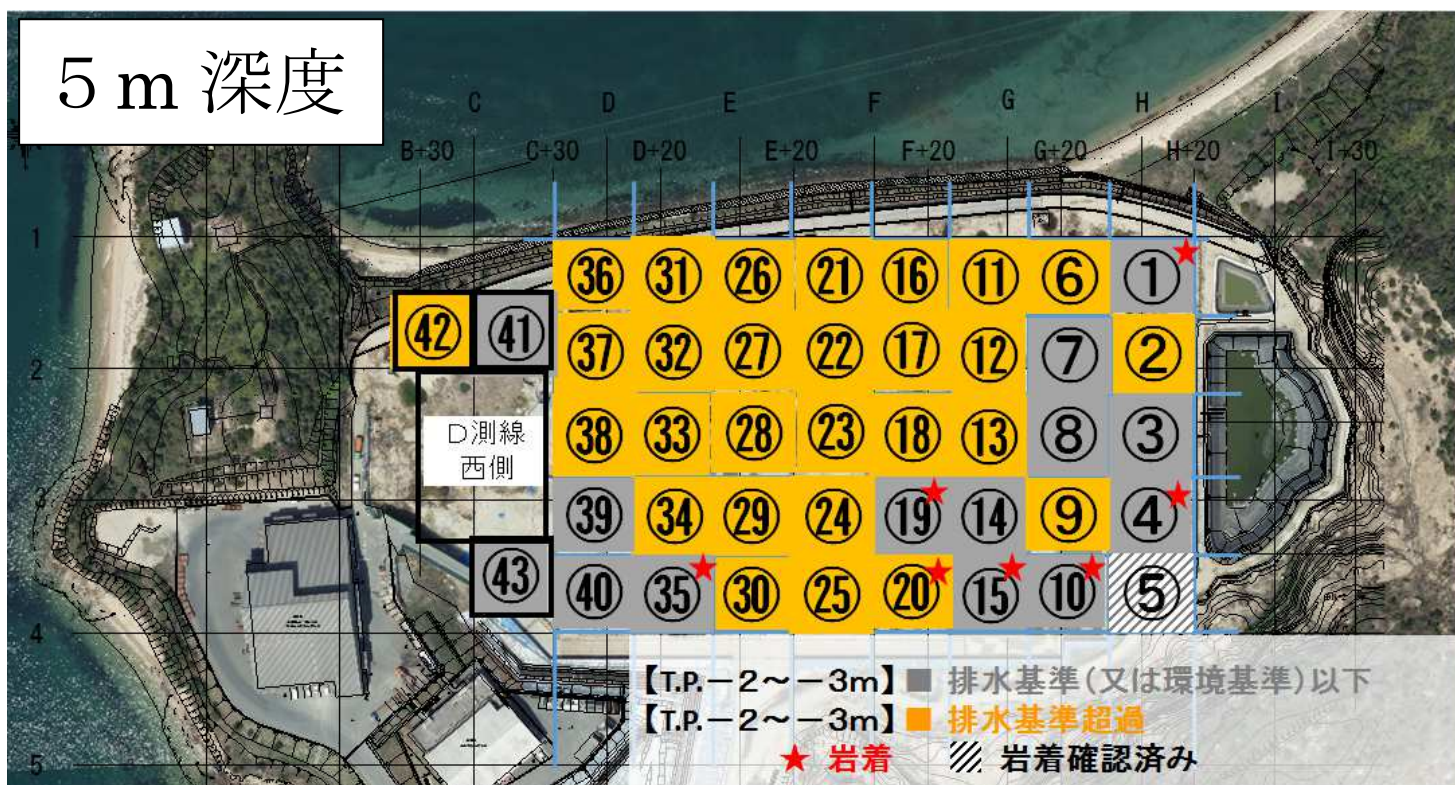 5m 深度
C D E F G H I
B+30 C+30 D+20 E+20 F+20 G+20 H+20 I+30
1
㊱ ㉛ ㉖ ㉑ ⑯ ⑪ ⑥ ①
㊷ ㊶ ㊲ ㉜ ㉗ ㉒ ⑰ ⑫ ⑦ ②
2
D測線
西側
㊳ ㉝ ㉘ ㉓ ⑱ ⑬ ⑧ ③
3
㊴ ㉞ ㉙ ㉔ ⑲ ⑭ ⑨ ④
㊸ ㊵ ㉟ ㉚ ㉕ ⑳ ⑮ ⑩ ⑤
4
【T.P.-2~-3m】 ■ 排水基準(又は環境基準)以下
【T.P.-2~-3m】 ■ 排水基準超過
★ 岩着 岩着確認済み
5